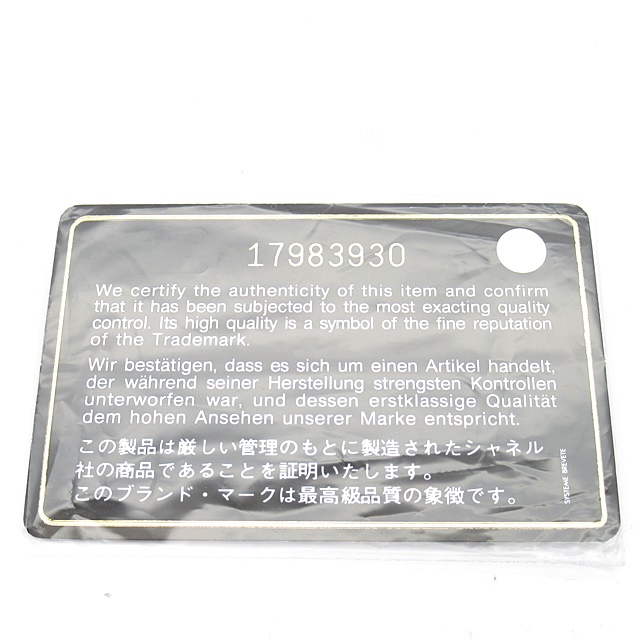 17983930
We certify the authenticity of this item and confirm
that it has been subjected to the most exacting quality
control. Its high quality is a symbol of the fine reputation
of the Trademark.
Wir bestätigen, dass es sich um einen Artikel handelt,
der während seiner Herstellung strengsten Kontrollen
unterworfen war, und dessen erstklassige Qualität
dem hohen Ansehen unserer Marke entspricht.
この製品は厳しい管理のもとに製造されたシャネル
社の商品であることを証明いたします。
このブランド・マークは最高級品質の象徴です。
SYSTEME BREVETE